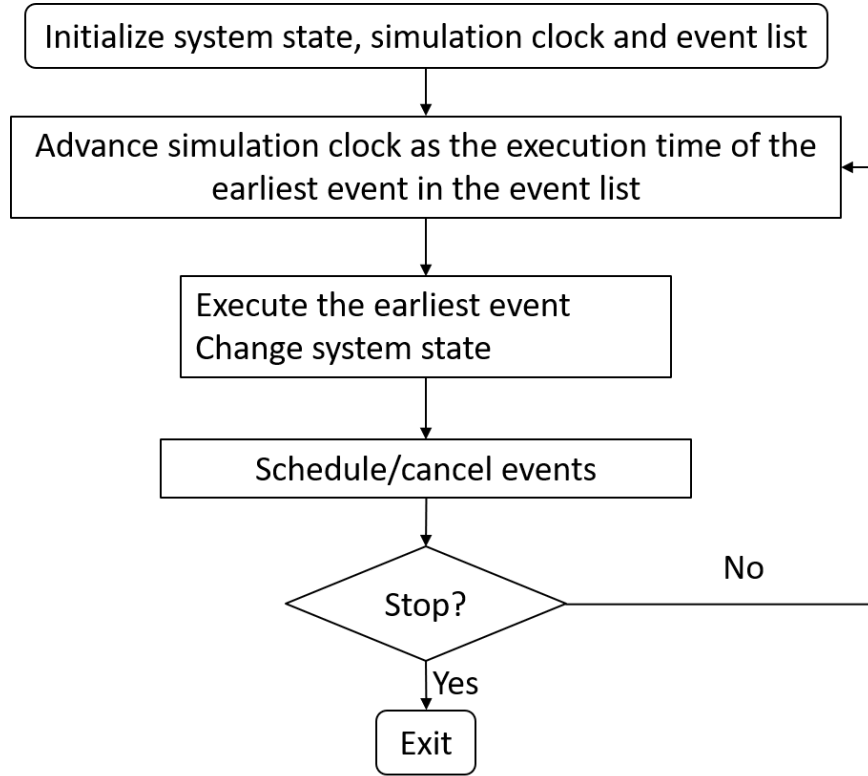 Initialize system state, simulation clock and event list
Advance simulation clock as the execution time of the
earliest event in the event list
Execute the earliest event
Change system state
Schedule/cancel events
Stop?
No
Yes
Exit